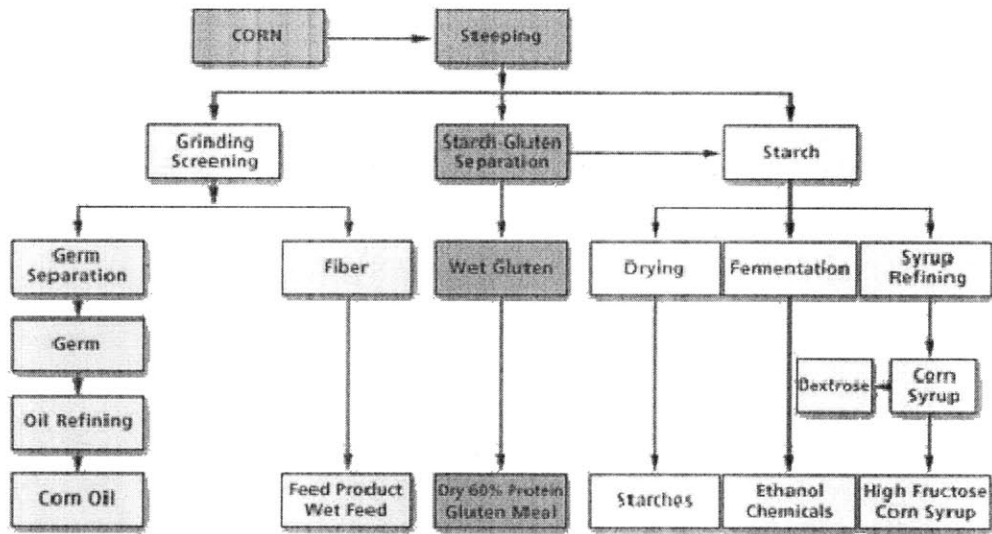 CORN
Steeping
Grinding
Screening
Starch-Gluten
Separation
Starch
Germ
Separation
Fiber
Wet Gluten
Drying
Fermentation
Syrup
Refining
Germ
Dextrose
Corn
Syrup
Oil Refining
Corn Oil
Feed Product
Wet Feed
Dry 60% Protein
Gluten Meal
Starches
Ethanol
Chemicals
High Fructose
Corn Syrup